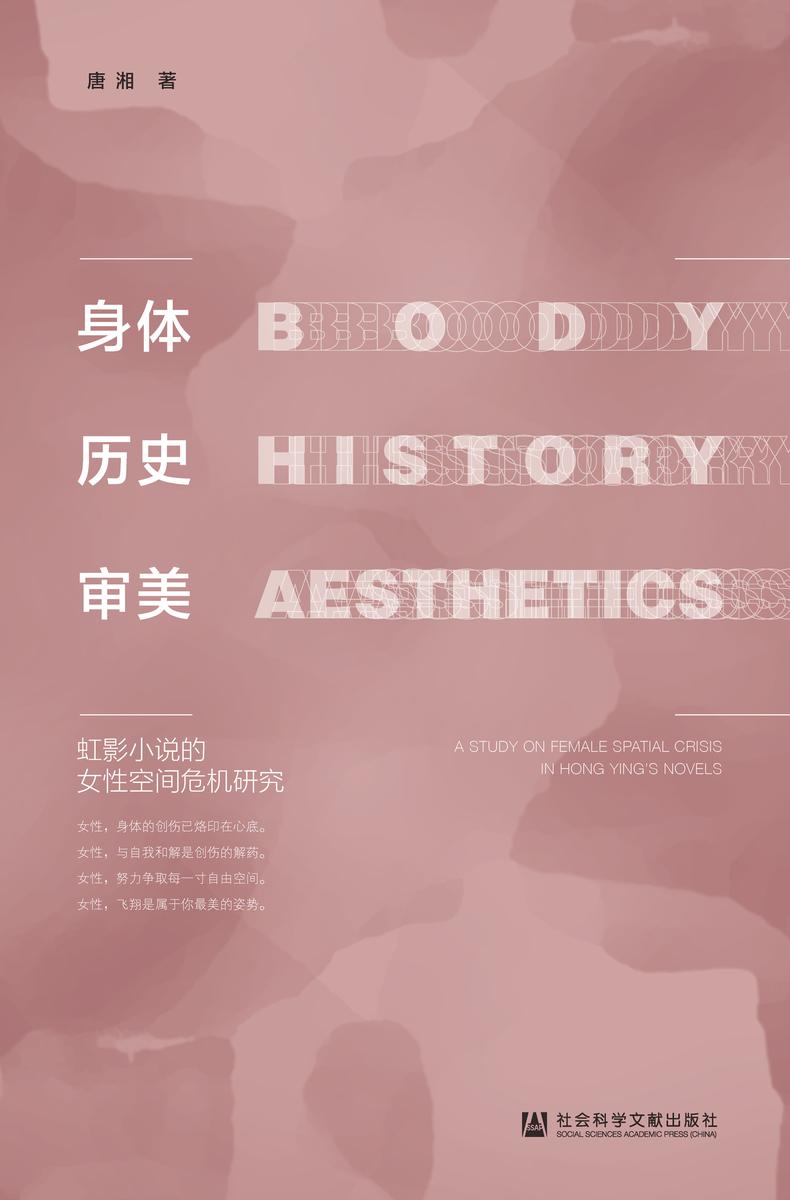 唐湘 著
身体 BODY
历史 HISTORY
审美 AESTHETICS
虹影小说的
女性空间危机研究
A STUDY ON FEMALE SPATIAL CRISIS
IN HONG YING'S NOVELS
女性，身体的创伤已烙印在心底。
女性，与自我和解是创伤的解药。
女性，努力争取每一寸自由空间。
女性，飞翔是属于你最美的姿势。
SSAP
社会科学文献出版社
SOCIAL SCIENCES ACADEMIC PRESS (CHINA)